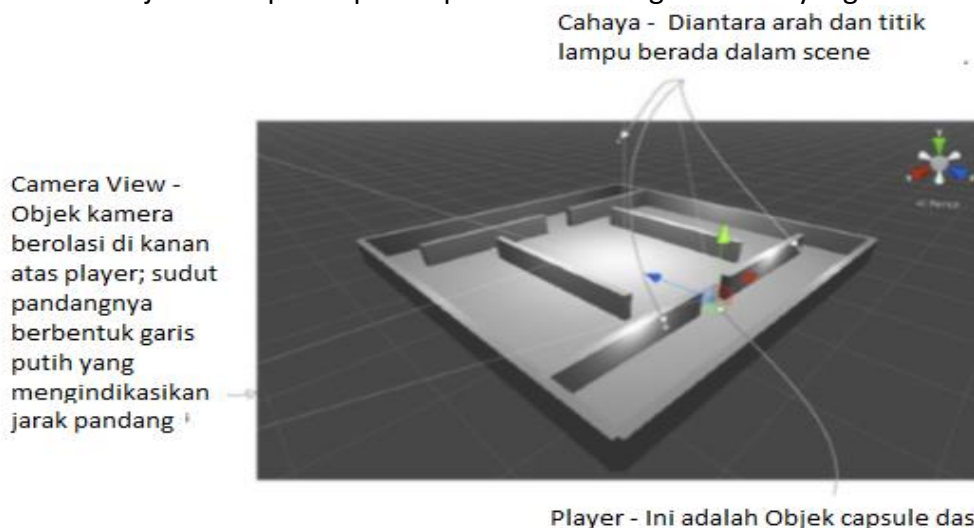 Cahaya - Diantara arah dan titik
lampu berada dalam scene
Camera View -
Objek kamera
berolasi di kanan
atas player; sudut
pandangnya
berbentuk garis
putih yang
mengindikasikan
jarak pandang
Player - Ini adalah Objek capsule das